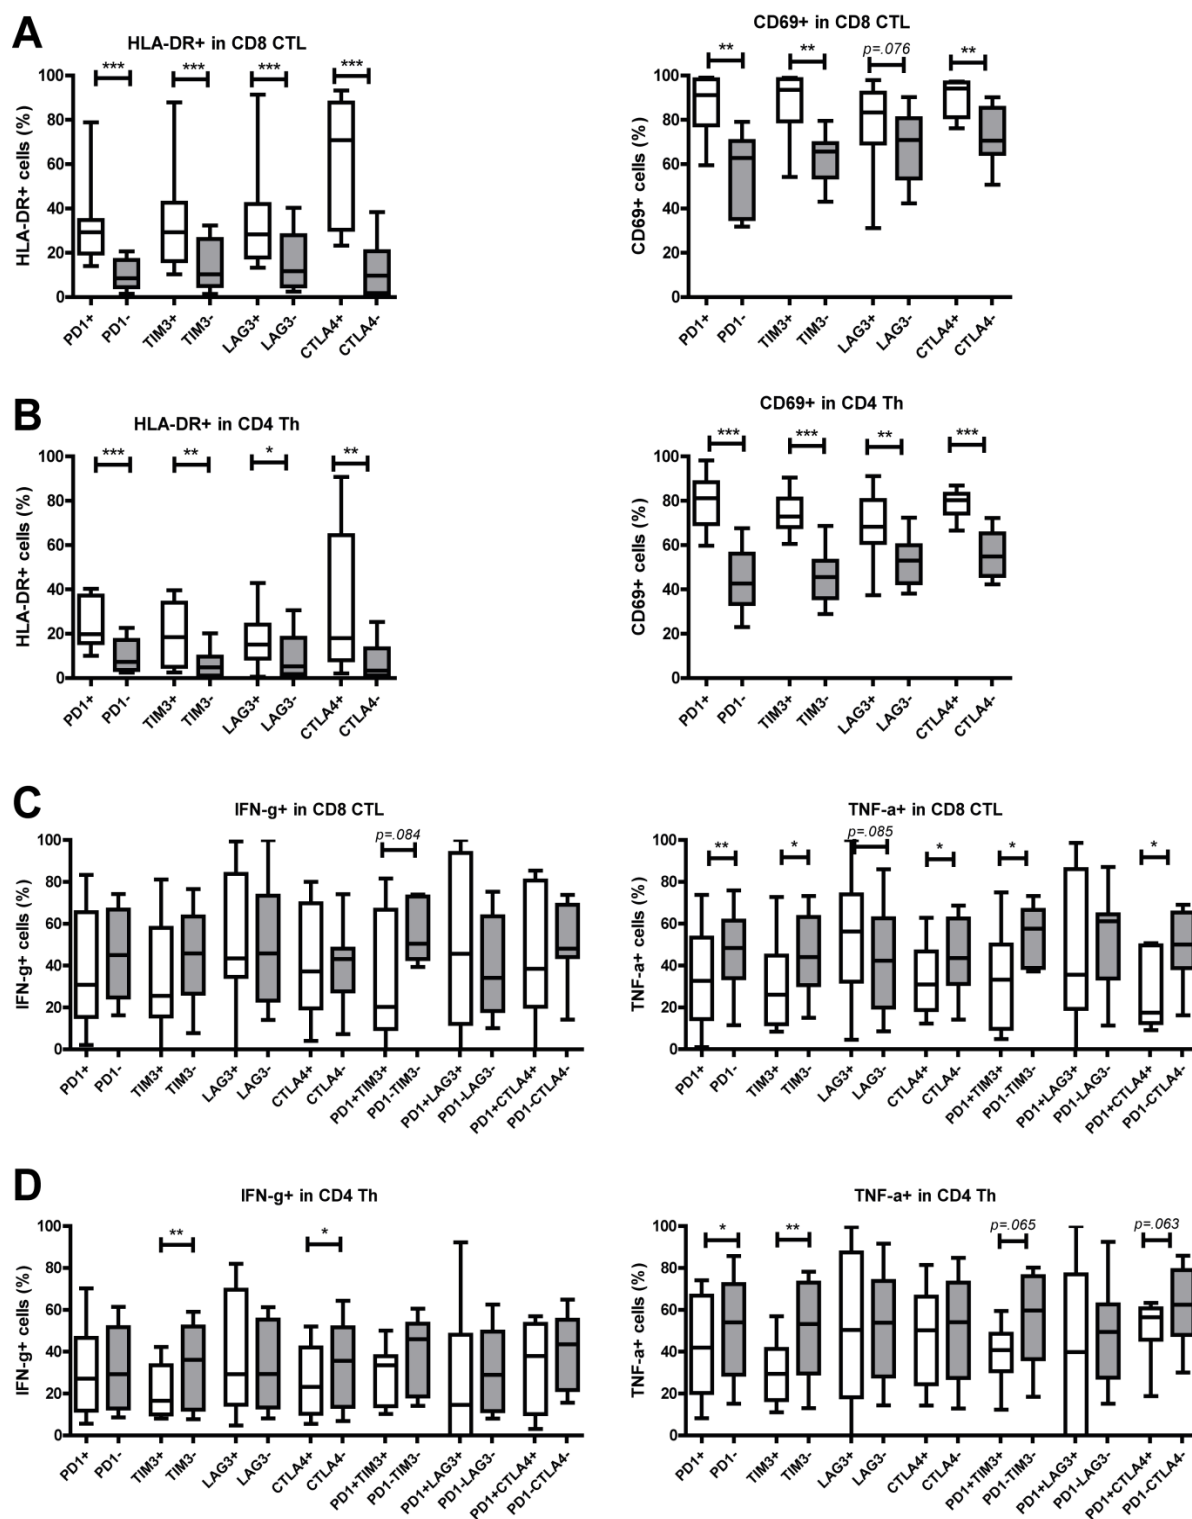 A
HLA-DR+ in CD8 CTL
*** *** *** ***
HLA-DR+ cells (%)
100
80
60
40
20
0
PD1+ PD1- TIM3+ TIM3- LAG3+ LAG3- CTLA4+ CTLA4-
CD69+ in CD8 CTL
** ** p=.076 **
CD69+ cells (%)
100
80
60
40
20
0
PD1+ PD1- TIM3+ TIM3- LAG3+ LAG3- CTLA4+ CTLA4-
B
HLA-DR+ in CD4 Th
*** ** * **
HLA-DR+ cells (%)
100
80
60
40
20
0
PD1+ PD1- TIM3+ TIM3- LAG3+ LAG3- CTLA4+ CTLA4-
CD69+ in CD4 Th
*** *** ** ***
CD69+ cells (%)
100
80
60
40
20
0
PD1+ PD1- TIM3+ TIM3- LAG3+ LAG3- CTLA4+ CTLA4-
C
IFN-g+ in CD8 CTL
p=.084
IFN-g+ cells (%)
100
80
60
40
20
0
PD1+ PD1- TIM3+ TIM3- LAG3+ LAG3- CTLA4+ CTLA4- PD1+TIM3+ PD1-TIM3- PD1+LAG3+ PD1-LAG3- PD1+CTLA4+ PD1-CTLA4-
TNF-a+ in CD8 CTL
** * p=.085 * * *
TNF-a+ cells (%)
100
80
60
40
20
0
PD1+ PD1- TIM3+ TIM3- LAG3+ LAG3- CTLA4+ CTLA4- PD1+TIM3+ PD1-TIM3- PD1+LAG3+ PD1-LAG3- PD1+CTLA4+ PD1-CTLA4-
D
IFN-g+ in CD4 Th
** *
IFN-g+ cells (%)
100
80
60
40
20
0
PD1+ PD1- TIM3+ TIM3- LAG3+ LAG3- CTLA4+ CTLA4- PD1+TIM3+ PD1-TIM3- PD1+LAG3+ PD1-LAG3- PD1+CTLA4+ PD1-CTLA4-
TNF-a+ in CD4 Th
* ** p=.065 p=.063
TNF-a+ cells (%)
100
80
60
40
20
0
PD1+ PD1- TIM3+ TIM3- LAG3+ LAG3- CTLA4+ CTLA4- PD1+TIM3+ PD1-TIM3- PD1+LAG3+ PD1-LAG3- PD1+CTLA4+ PD1-CTLA4-